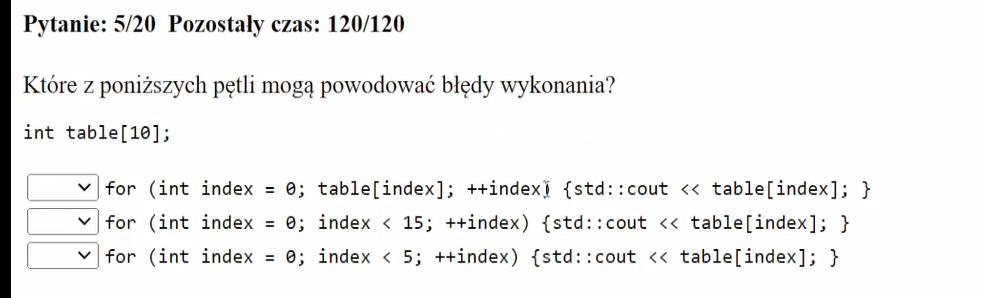 Pytanie: 5/20 Pozostały czas: 120/120
Które z poniższych pętli mogą powodować błędy wykonania?
int table[10];
for (int index = 0; table[index]; ++index) {std::cout << table[index]; }
for (int index = 0; index < 15; ++index) {std::cout << table[index]; }
for (int index = 0; index < 5; ++index) {std::cout << table[index]; }